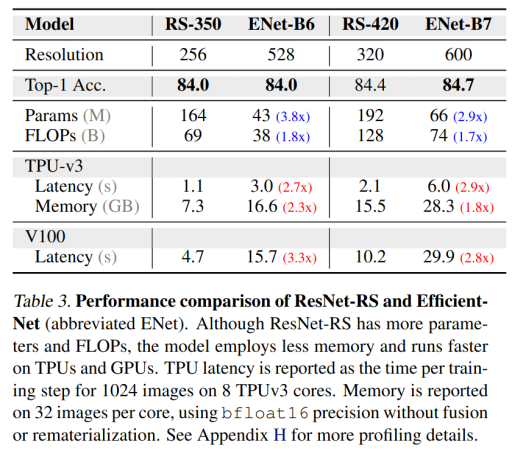 Model RS-350 ENet-B6 RS-420 ENet-B7
Resolution 256 528 320 600
Top-1 Acc. 84.0 84.0 84.4 84.7
Params (M) 164 43 (3.8x) 192 66 (2.9x)
FLOPs (B) 69 38 (1.8x) 128 74 (1.7x)
TPU-v3
Latency (s) 1.1 3.0 (2.7x) 2.1 6.0 (2.9x)
Memory (GB) 7.3 16.6 (2.3x) 15.5 28.3 (1.8x)
V100
Latency (s) 4.7 15.7 (3.3x) 10.2 29.9 (2.8x)
Table 3. Performance comparison of ResNet-RS and Efficient-
Net (abbreviated ENet). Although ResNet-RS has more parame-
ters and FLOPs, the model employs less memory and runs faster
on TPUs and GPUs. TPU latency is reported as the time per train-
ing step for 1024 images on 8 TPUv3 cores. Memory is reported
on 32 images per core, using bfloat16 precision without fusion
or rematerialization. See Appendix H for more profiling details.